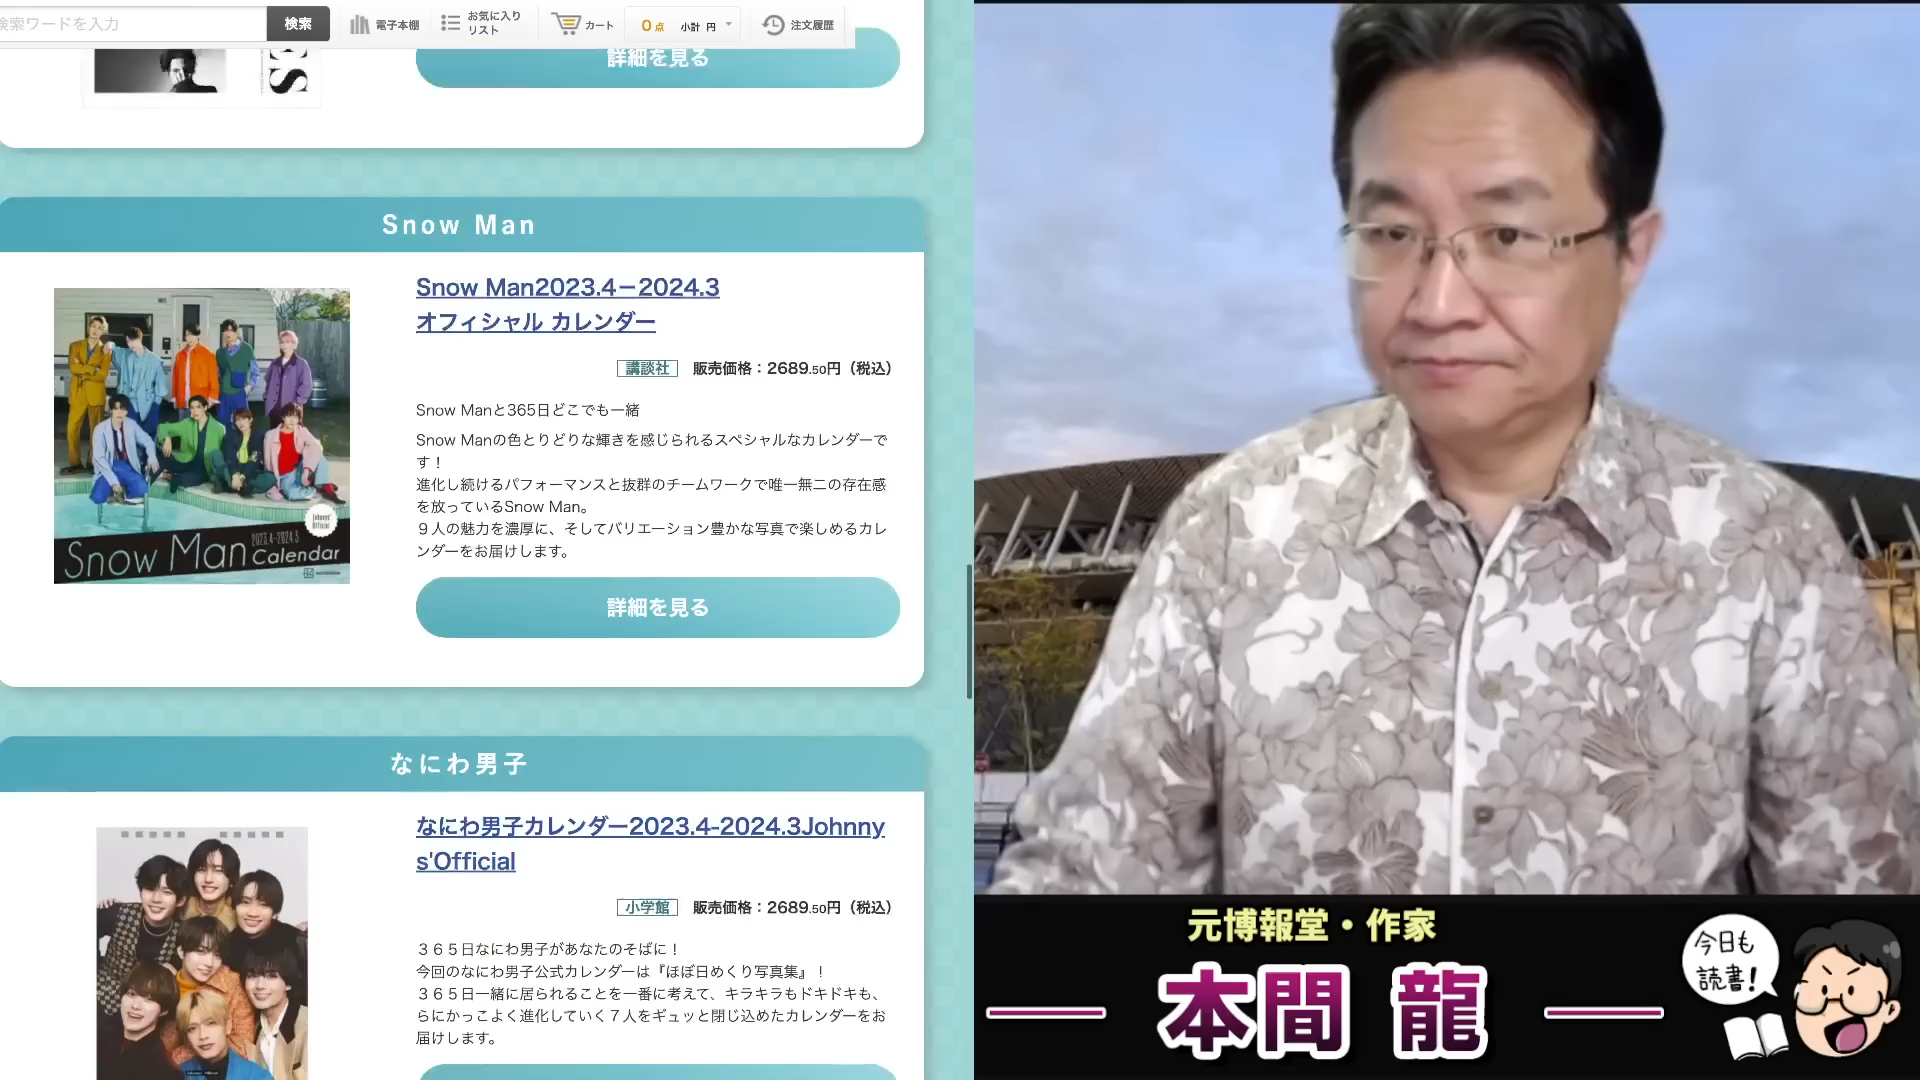 検索ワードを入力
検索
電子本棚
お気に入り
リスト
カート
0点 小計 円
注文履歴
詳細を見る
Snow Man
Snow Man2023.4−2024.3
オフィシャル カレンダー
講談社 販売価格：2689.50円（税込）
Snow Manと365日どこでも一緒
Snow Manの色とりどりな輝きを感じられるスペシャルなカレンダーで
す！
進化し続けるパフォーマンスと抜群のチームワークで唯一無二の存在感
を放っているSnow Man。
９人の魅力を濃厚に、そしてバリエーション豊かな写真で楽しめるカレ
ンダーをお届けします。
Johnnys'
Official
2023.4-2024.3
Snow Man Calendar
詳細を見る
なにわ男子
なにわ男子カレンダー2023.4-2024.3Johnny
s'Official
小学館 販売価格：2689.50円（税込）
３６５日なにわ男子があなたのそばに！
今回のなにわ男子公式カレンダーは『ほぼ日めくり写真集』！
３６５日一緒に居られることを一番に考えて、キラキラもドキドキも、
らにかっこよく進化していく７人をギュッと閉じ込めたカレンダーをお
届けします。
元博報堂・作家
本間 龍
今日も
読書！